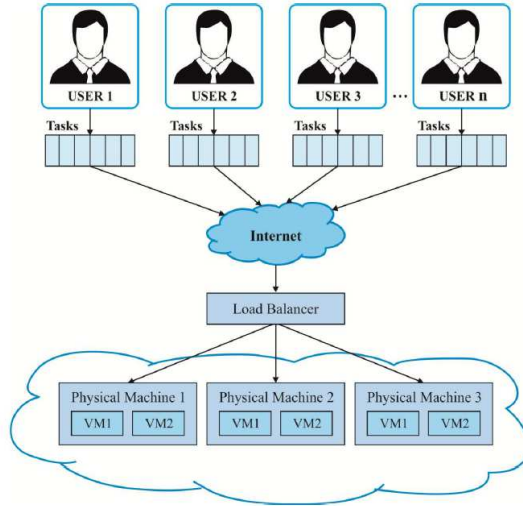 USER 1
USER 2
USER 3
...
USER n
Tasks
Tasks
Tasks
Tasks
Internet
Load Balancer
Physical Machine 1
VM1
VM2
Physical Machine 2
VM1
VM2
Physical Machine 3
VM1
VM2